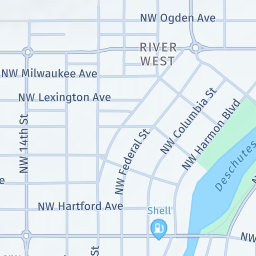 NW Ogden Ave
RIVER
WEST
NW Milwaukee Ave
NW Lexington Ave
NW Columbia St
NW Harmon Blvd
NW 14th St
NW Federal St
Deschutes
NW Hartford Ave
Shell
St